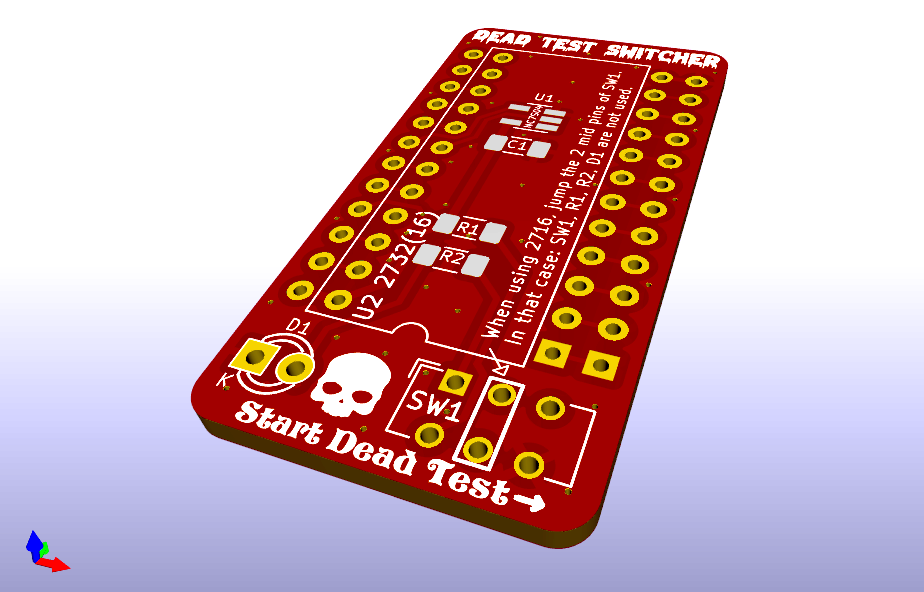 DEAD TEST SWITCHER
U1
NC7S04
C1
When using 2716, jump the 2 mid pins of SW1.
In that case: SW1, R1, R2, D1 are not used.
R1
R2
U2 2732(16)
D1
K
SW1
Start Dead Test→